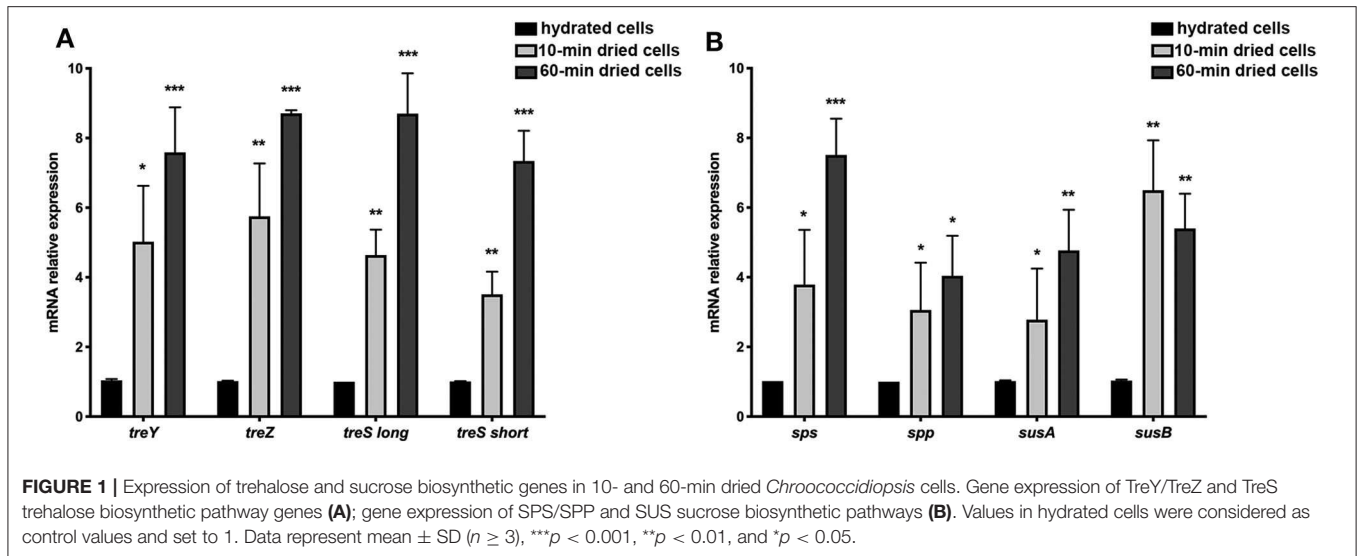 A
hydrated cells
10-min dried cells
60-min dried cells
mRNA relative expression
10
8
6
4
2
0
*
***
**
***
**
***
**
***
treY
treZ
treS long
treS short
B
hydrated cells
10-min dried cells
60-min dried cells
mRNA relative expression
10
8
6
4
2
0
*
***
*
*
*
**
**
**
sps
spp
susA
susB
FIGURE 1 | Expression of trehalose and sucrose biosynthetic genes in 10- and 60-min dried Chroococcidiopsis cells. Gene expression of TreY/TreZ and TreS
trehalose biosynthetic pathway genes (A); gene expression of SPS/SPP and SUS sucrose biosynthetic pathways (B). Values in hydrated cells were considered as
control values and set to 1. Data represent mean ± SD (n ≥ 3), ***p < 0.001, **p < 0.01, and *p < 0.05.